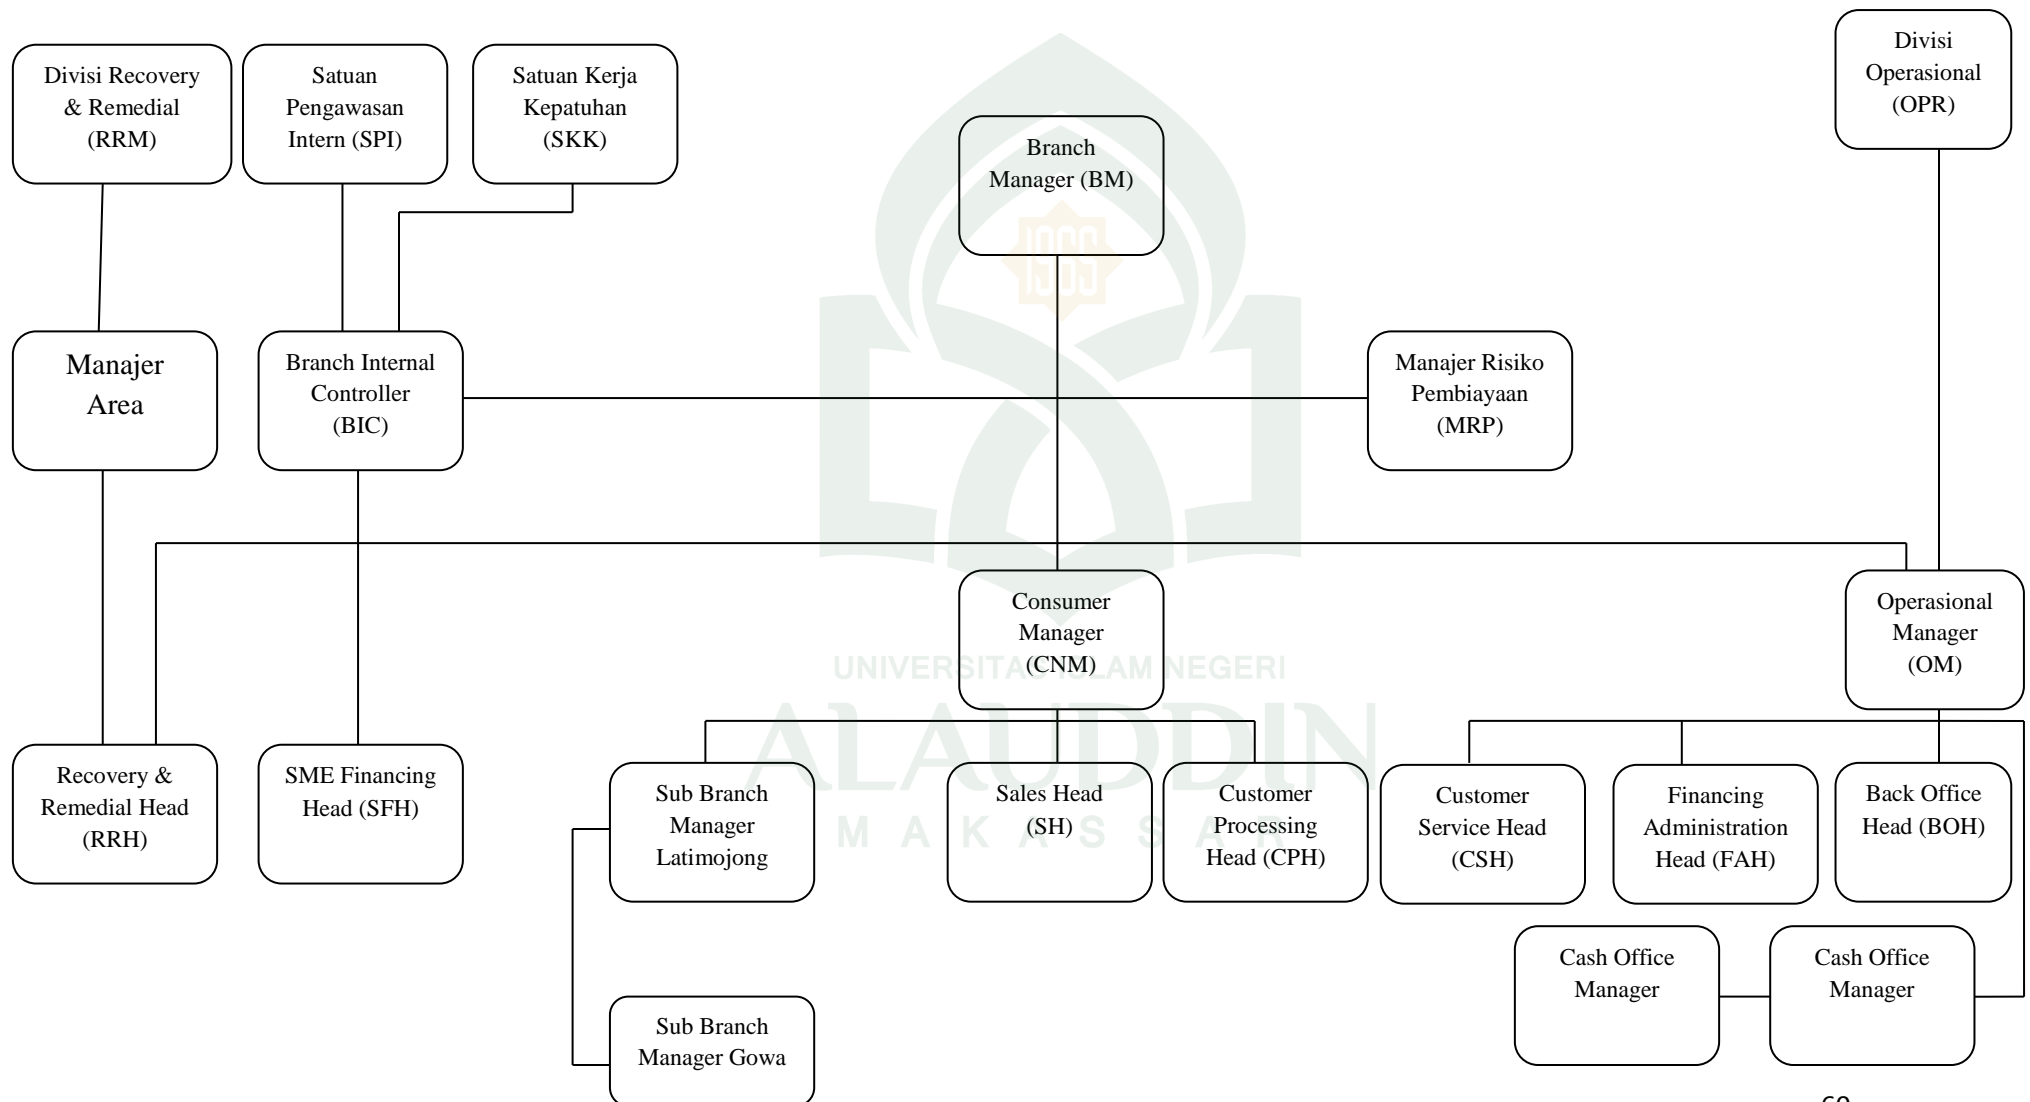 Divisi
Operasional
(OPR)
Divisi Recovery
& Remedial
(RRM)
Satuan
Pengawasan
Intern (SPI)
Satuan Kerja
Kepatuhan
(SKK)
Branch
Manager (BM)
1965
Manajer
Area
Branch Internal
Controller
(BIC)
Manajer Risiko
Pembiayaan
(MRP)
Consumer
Manager
(CNM)
Operasional
Manager
(OM)
UNIVERSITAS ISLAM NEGERI
ALAUDDIN
MAKASSAR
Recovery &
Remedial Head
(RRH)
SME Financing
Head (SFH)
Sub Branch
Manager
Latimojong
Sales Head
(SH)
Customer
Processing
Head (CPH)
Customer
Service Head
(CSH)
Financing
Administration
Head (FAH)
Back Office
Head (BOH)
Cash Office
Manager
Cash Office
Manager
Sub Branch
Manager Gowa